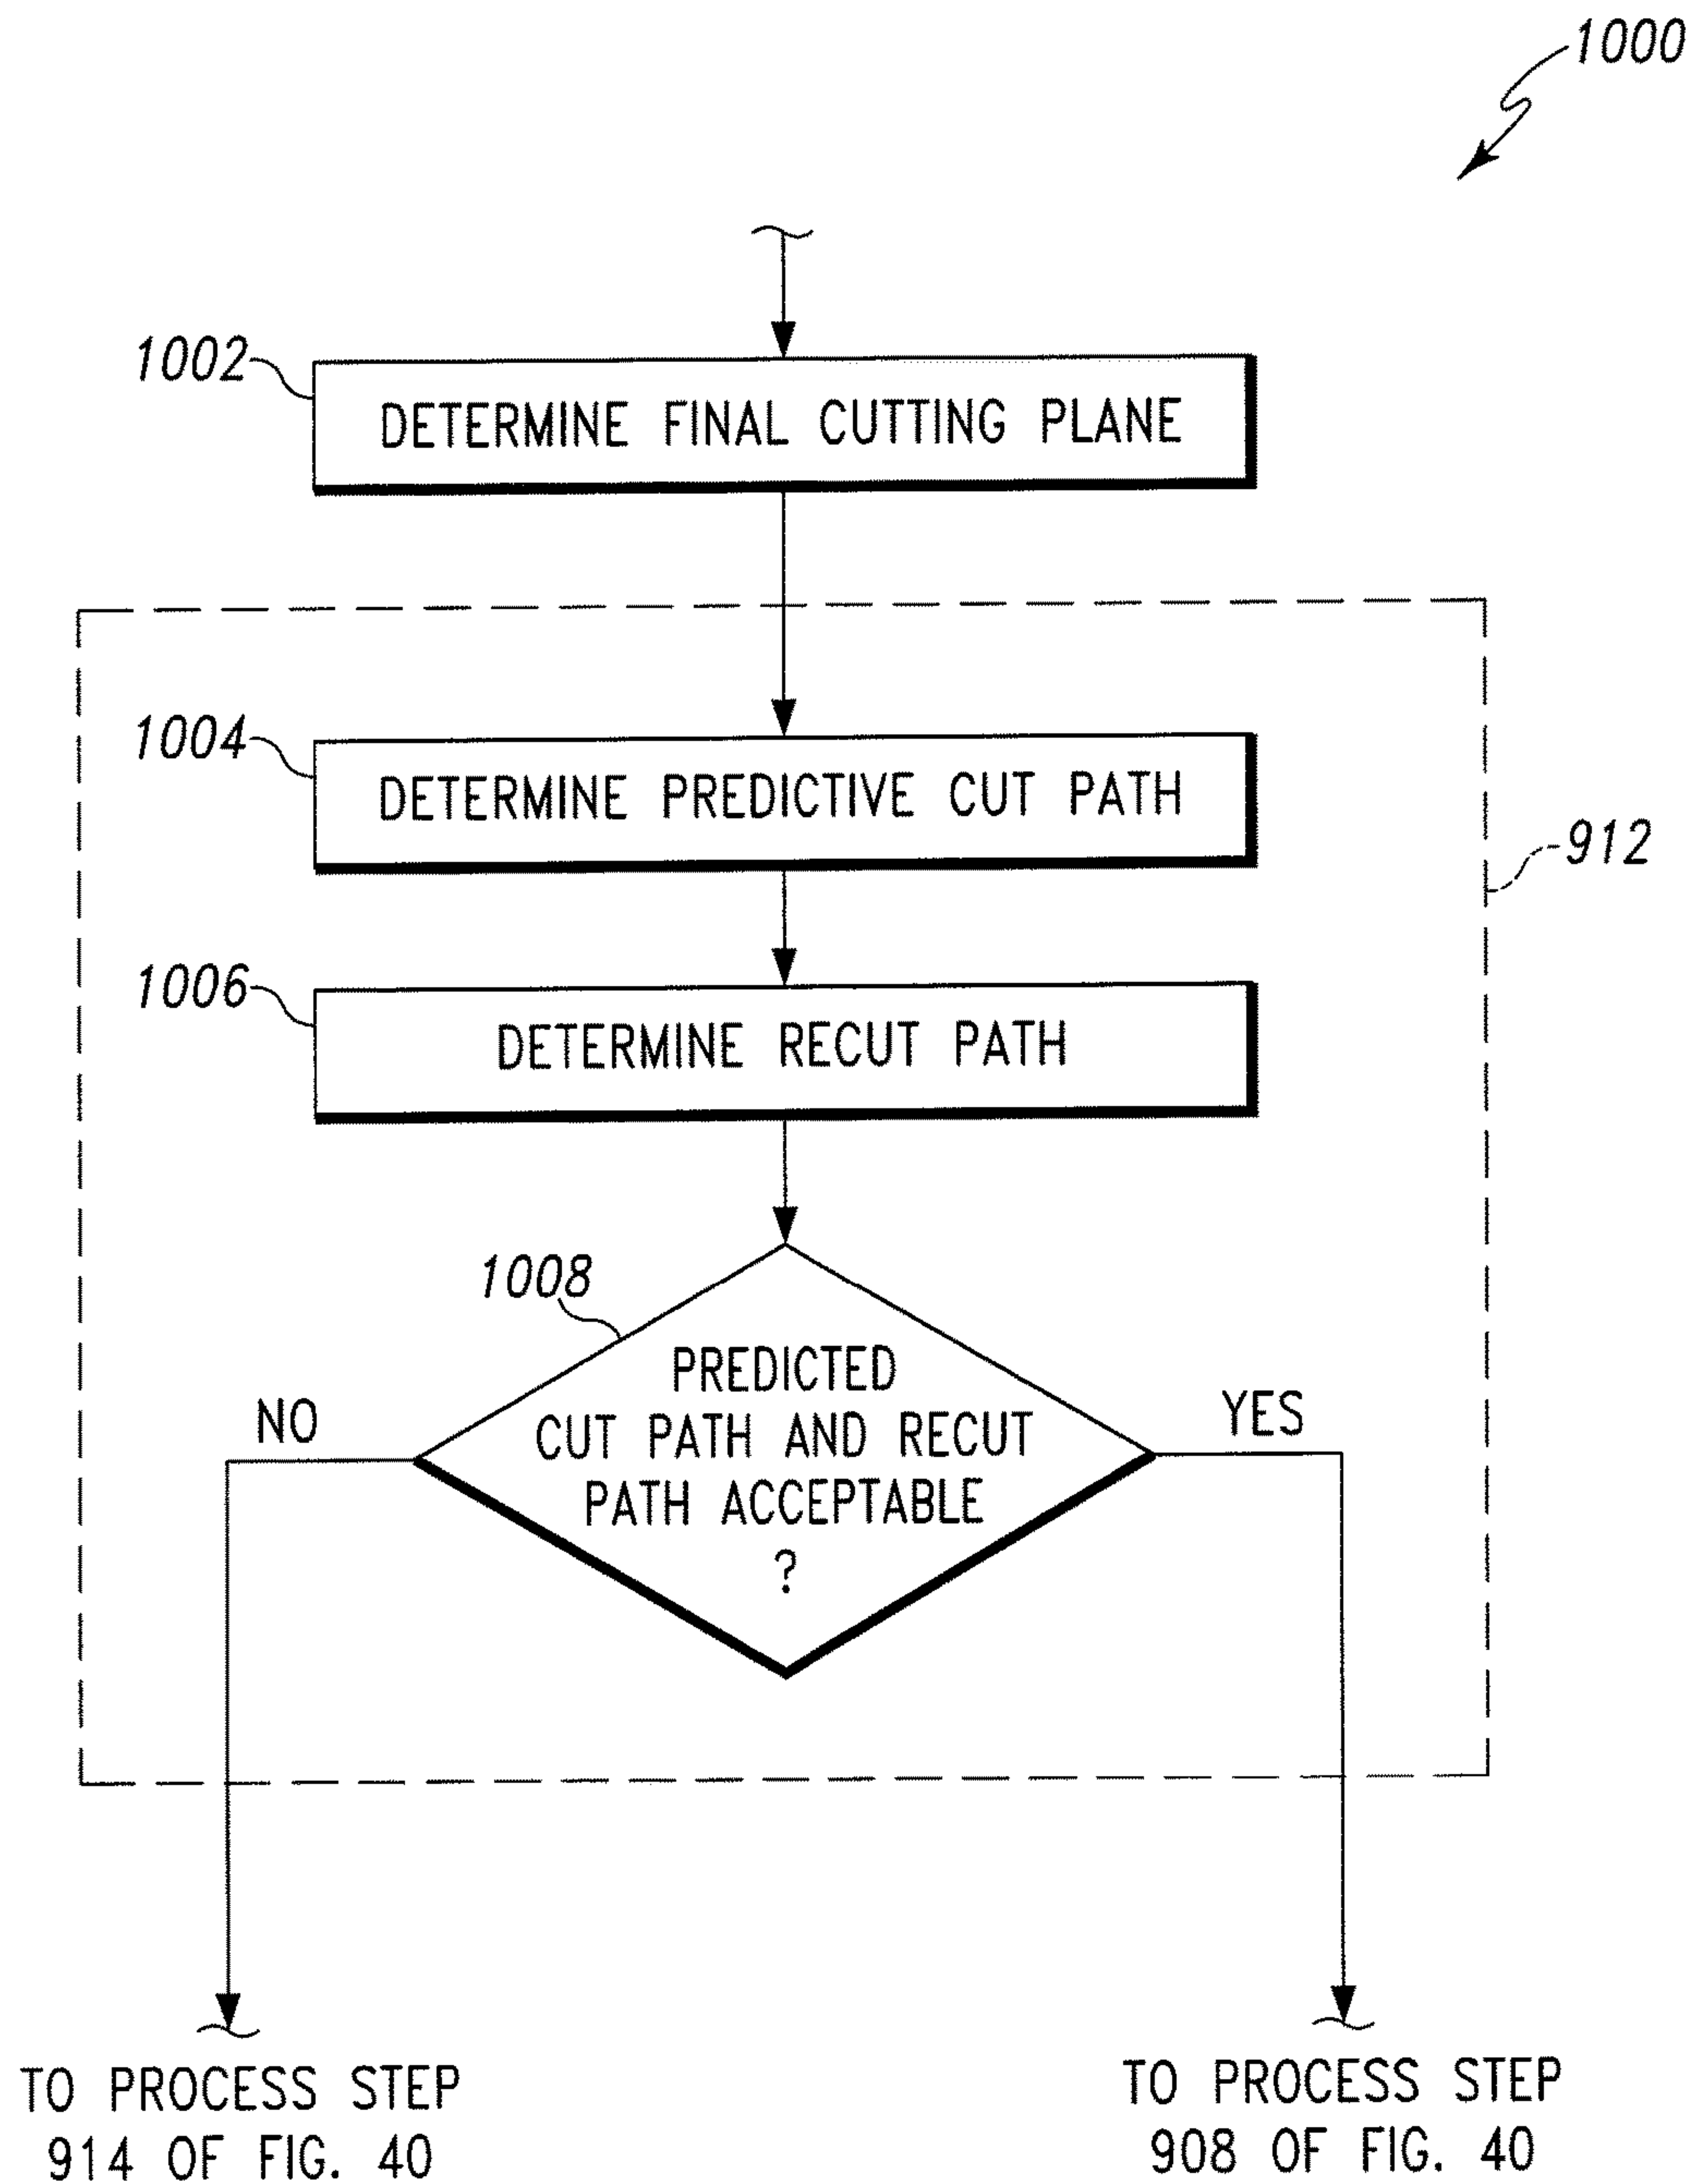 1000
1002
DETERMINE FINAL CUTTING PLANE
1004
DETERMINE PREDICTIVE CUT PATH
912
1006
DETERMINE RECUT PATH
1008
PREDICTED
CUT PATH AND RECUT
PATH ACCEPTABLE
?
NO
YES
TO PROCESS STEP
914 OF FIG. 40
TO PROCESS STEP
908 OF FIG. 40